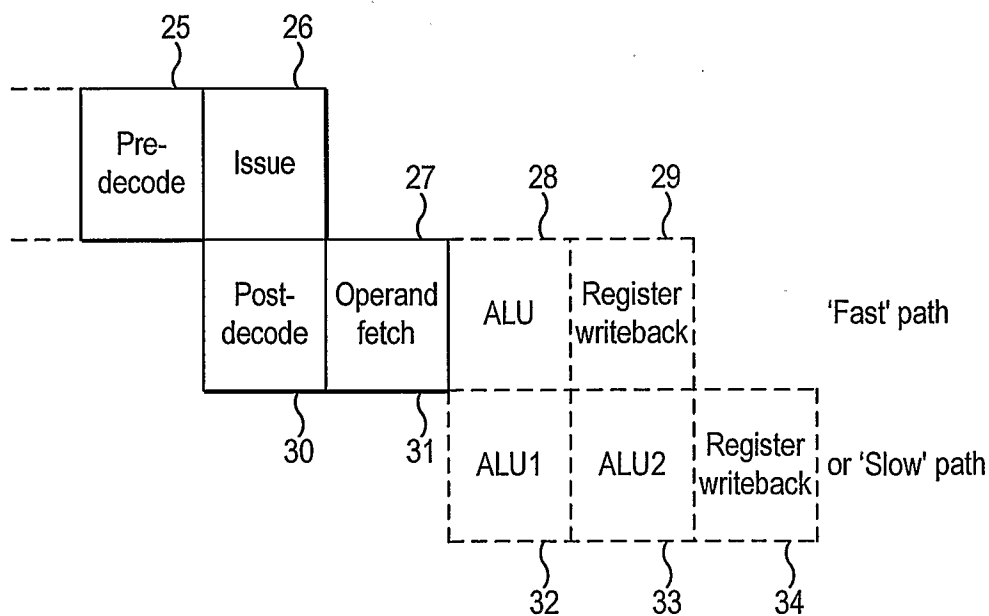 25 26
Pre-
decode
Issue
27 28 29
Post-
decode
Operand
fetch
ALU
Register
writeback
'Fast' path
30 31
ALU1
ALU2
Register
writeback
or 'Slow' path
32 33 34